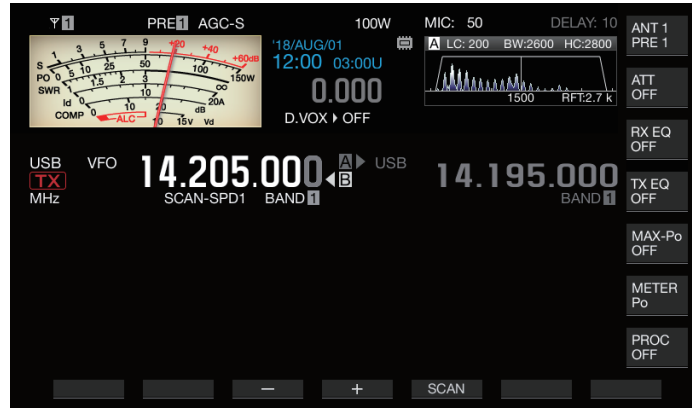 1 PRE1 AGC-S 100W MIC: 50 DELAY: 10
ANT 1
PRE 1
1 3 5 7 9 +20 +40 +60dB
S
PO 0 5 10 25 50 100 150W
SWR 1 1.5 2 3 ∞
Id 0 10 20A
COMP 0 10 20 dB
ALC 10 15V Vd
'18/AUG/01
12:00 03:00U
0.000
D.VOX ▸ OFF
A LC: 200 BW:2600 HC:2800
1500 RFT:2.7 k
ATT
OFF
RX EQ
OFF
USB VFO 14.205.000 A ▶ USB 14.195.000
TX ◀ B
MHz SCAN-SPD1 BAND 1 BAND 1
TX EQ
OFF
MAX-Po
OFF
METER
Po
PROC
OFF
− + SCAN